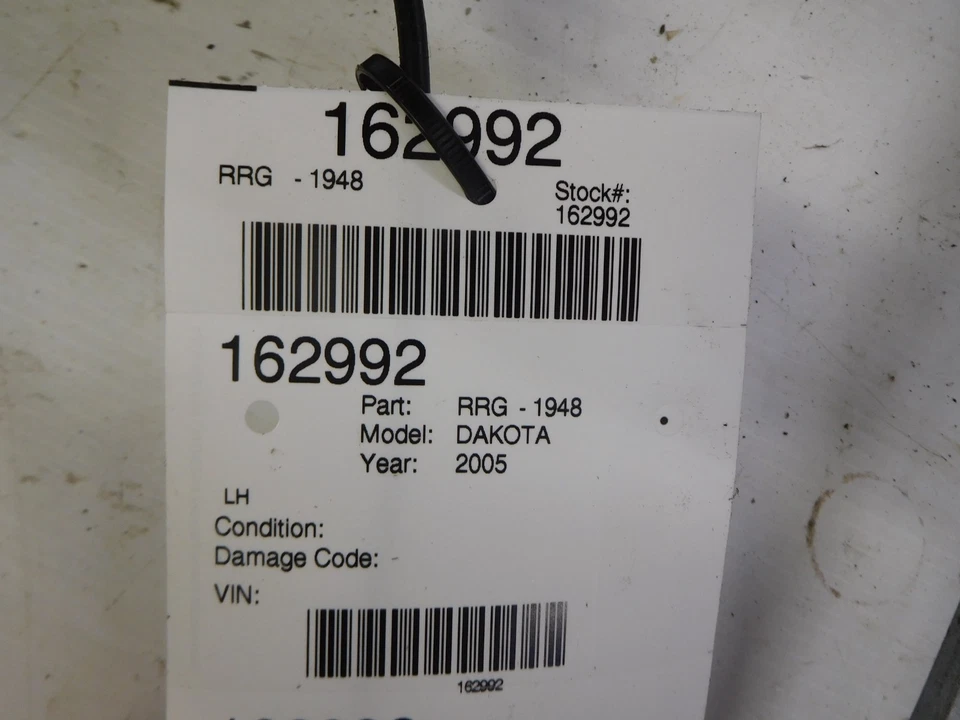 162992
RRG - 1948
Stock#:
162992
162992
Part: RRG - 1948
Model: DAKOTA
Year: 2005
LH
Condition:
Damage Code:
VIN:
162992